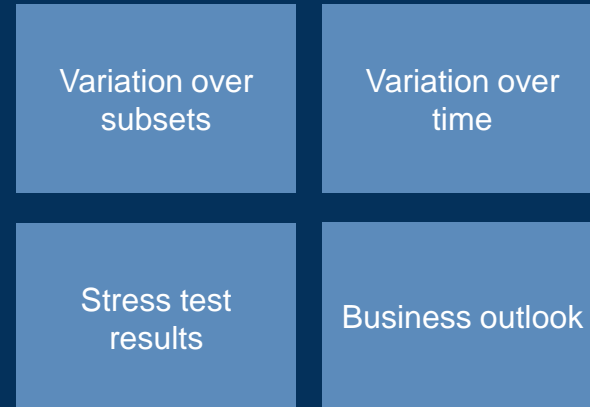 Variation over
subsets
Variation over
time
Stress test
results
Business outlook